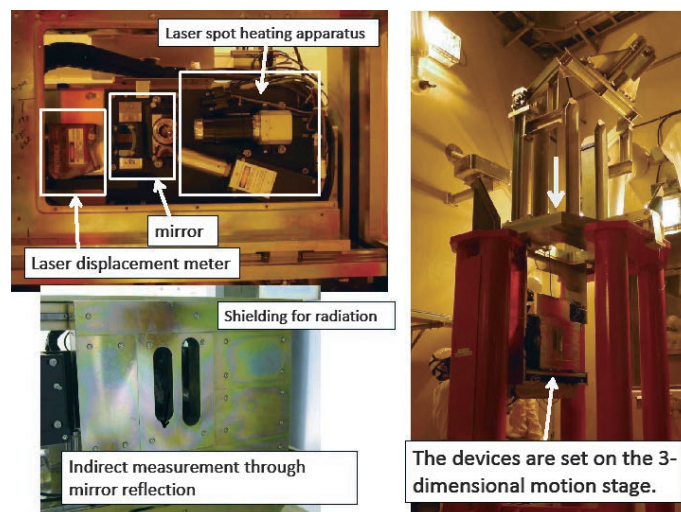 Laser spot heating apparatus
mirror
Laser displacement meter
Shielding for radiation
Indirect measurement through
mirror reflection
The devices are set on the 3-
dimensional motion stage.